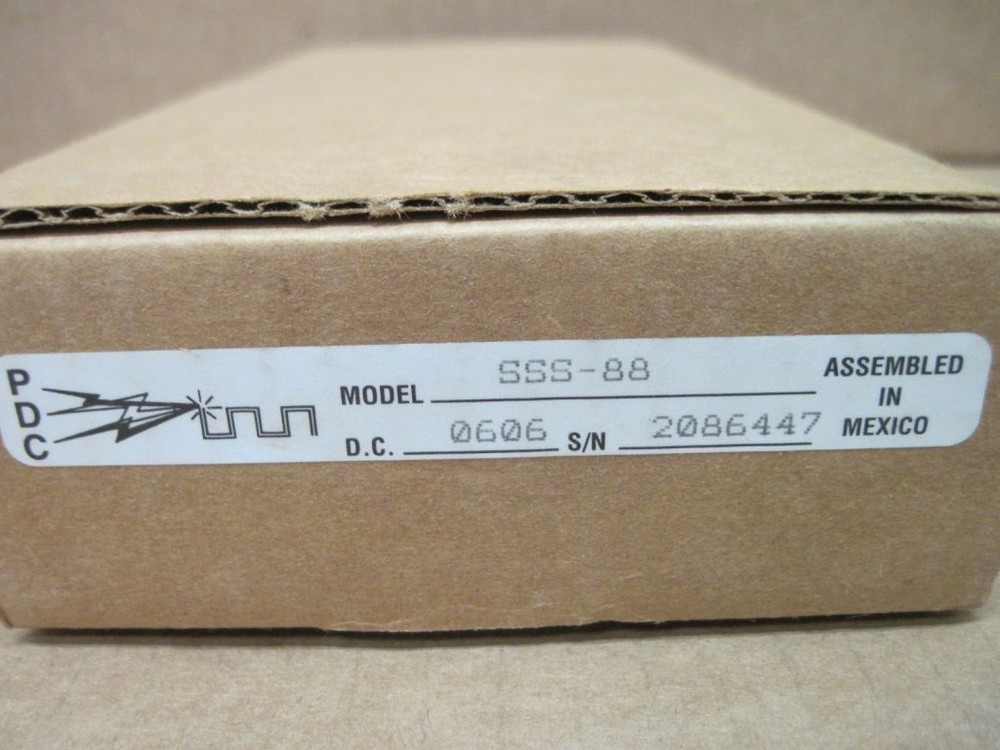 P
D
C
MODEL SSS-88
D.C. 0606 S/N 2086447
ASSEMBLED
IN
MEXICO